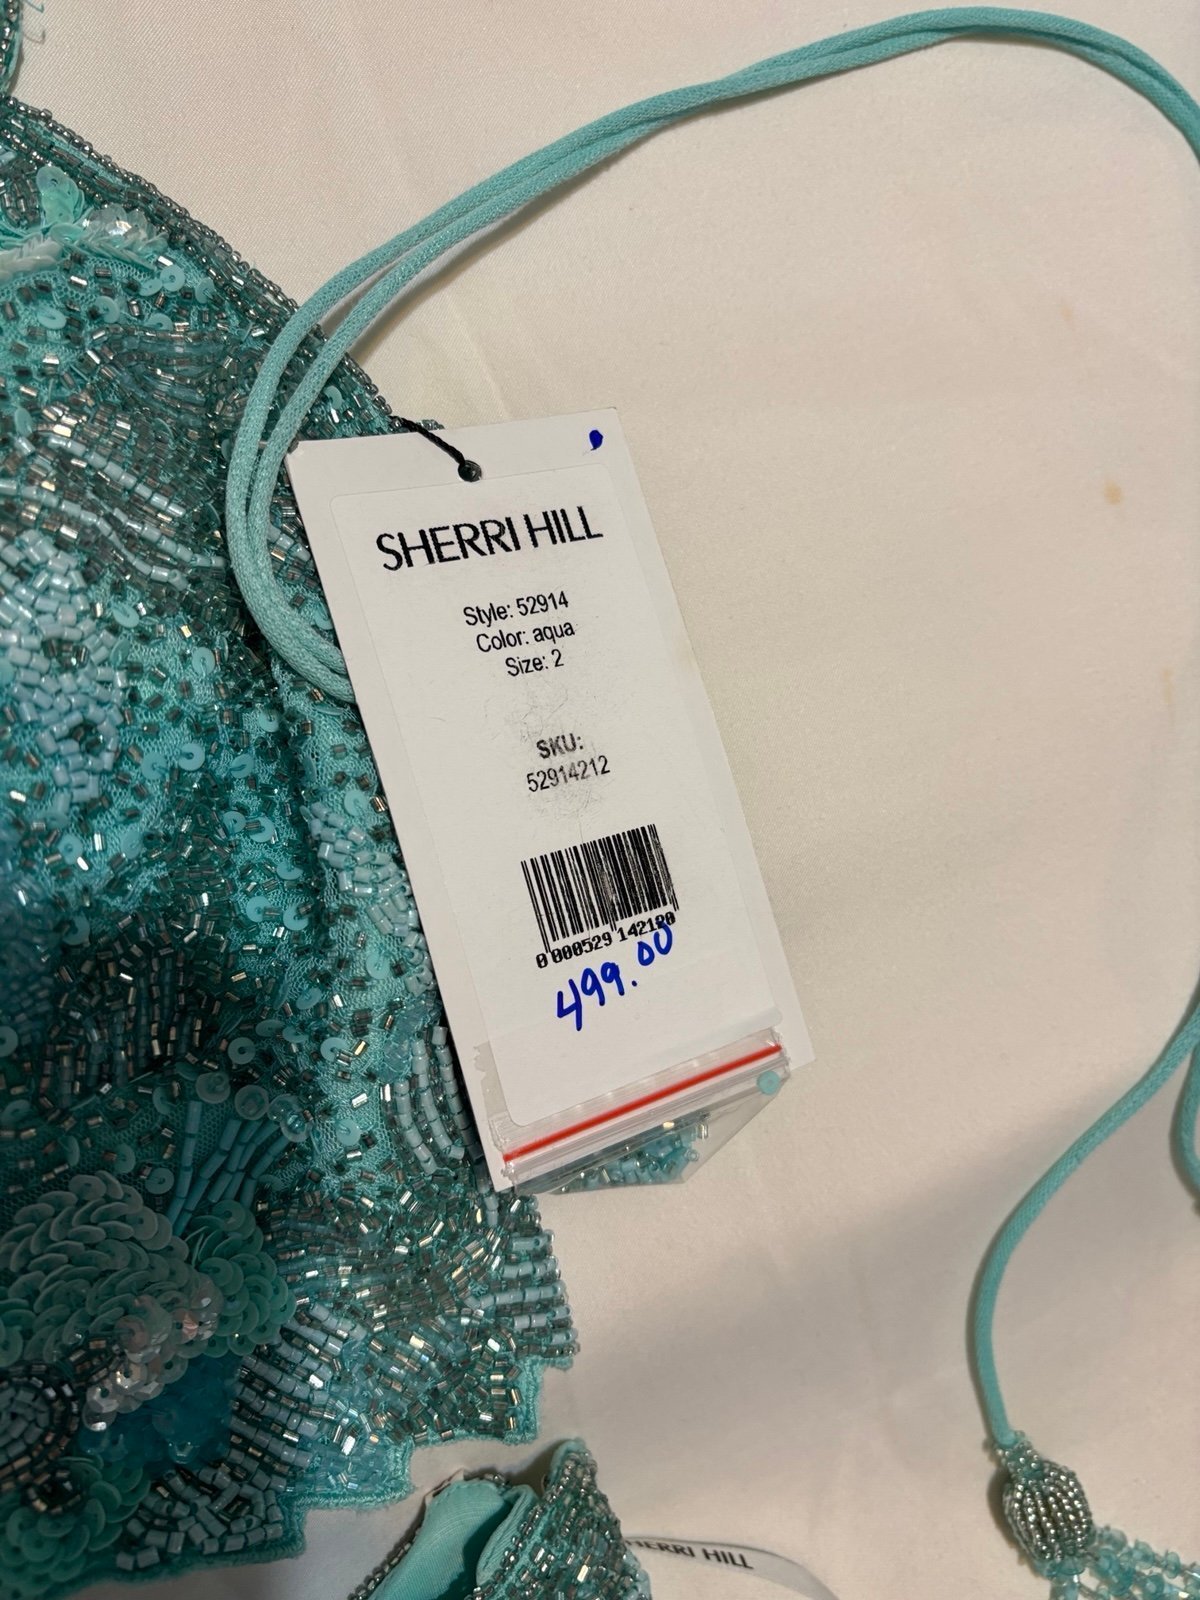 SHERRI HILL
Style: 52914
Color: aqua
Size: 2
SKU:
52914212
0 000529 142120
499.00
SHERRI HILL